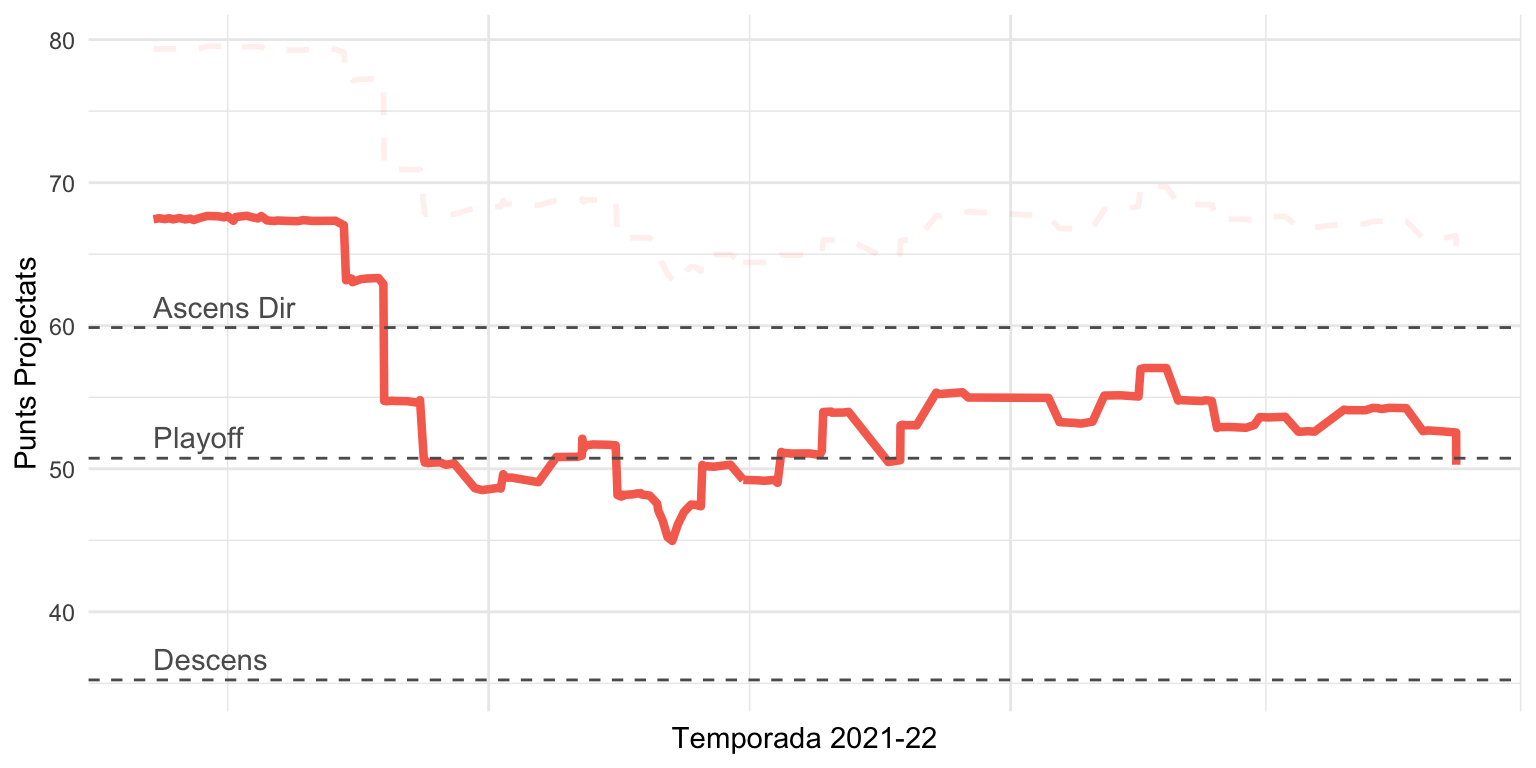 80
70
60
50
40
Punts Projectats
Ascens Dir
Playoff
Descens
Temporada 2021-22